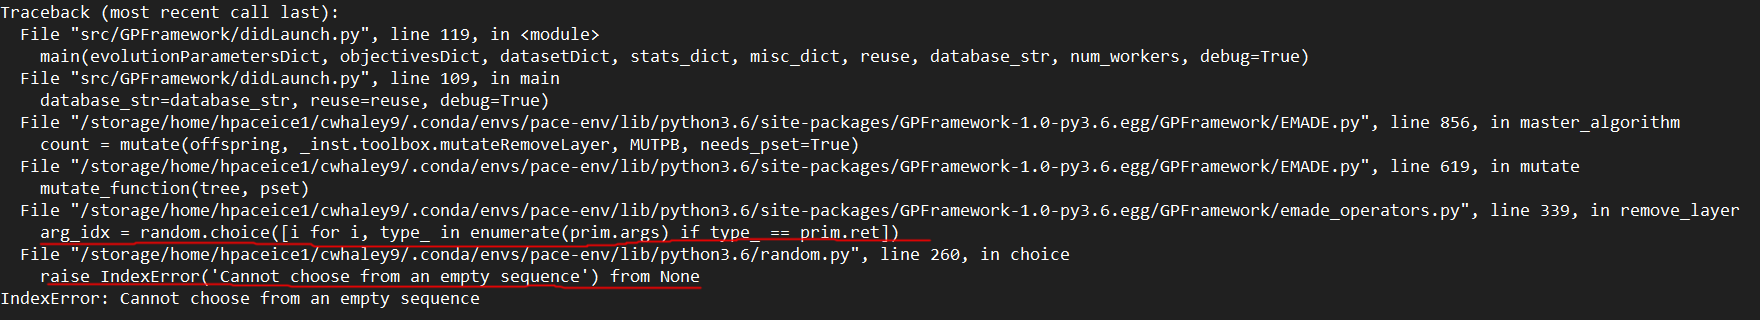 Traceback (most recent call last):
  File "src/GPFramework/didLaunch.py", line 119, in <module>
    main(evolutionParametersDict, objectivesDict, datasetDict, stats_dict, misc_dict, reuse, database_str, num_workers, debug=True)
  File "src/GPFramework/didLaunch.py", line 109, in main
    database_str=database_str, reuse=reuse, debug=True)
  File "/storage/home/hpaceice1/cwhaley9/.conda/envs/pace-env/lib/python3.6/site-packages/GPFramework-1.0-py3.6.egg/GPFramework/EMADE.py", line 856, in master_algorithm
    count = mutate(offspring, _inst.toolbox.mutateRemoveLayer, MUTPB, needs_pset=True)
  File "/storage/home/hpaceice1/cwhaley9/.conda/envs/pace-env/lib/python3.6/site-packages/GPFramework-1.0-py3.6.egg/GPFramework/EMADE.py", line 619, in mutate
    mutate_function(tree, pset)
  File "/storage/home/hpaceice1/cwhaley9/.conda/envs/pace-env/lib/python3.6/site-packages/GPFramework-1.0-py3.6.egg/GPFramework/emade_operators.py", line 339, in remove_layer
    arg_idx = random.choice([i for i, type_ in enumerate(prim.args) if type_ == prim.ret])
  File "/storage/home/hpaceice1/cwhaley9/.conda/envs/pace-env/lib/python3.6/random.py", line 260, in choice
    raise IndexError('Cannot choose from an empty sequence') from None
IndexError: Cannot choose from an empty sequence